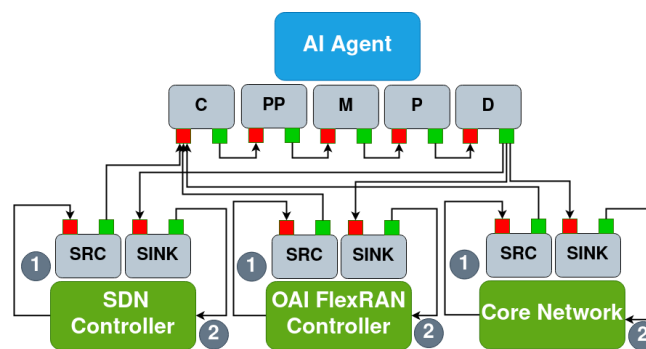 AI Agent
C PP M P D
SRC SINK SRC SINK SRC SINK
1 1 1
SDN Controller
OAI FlexRAN Controller
Core Network
2 2 2